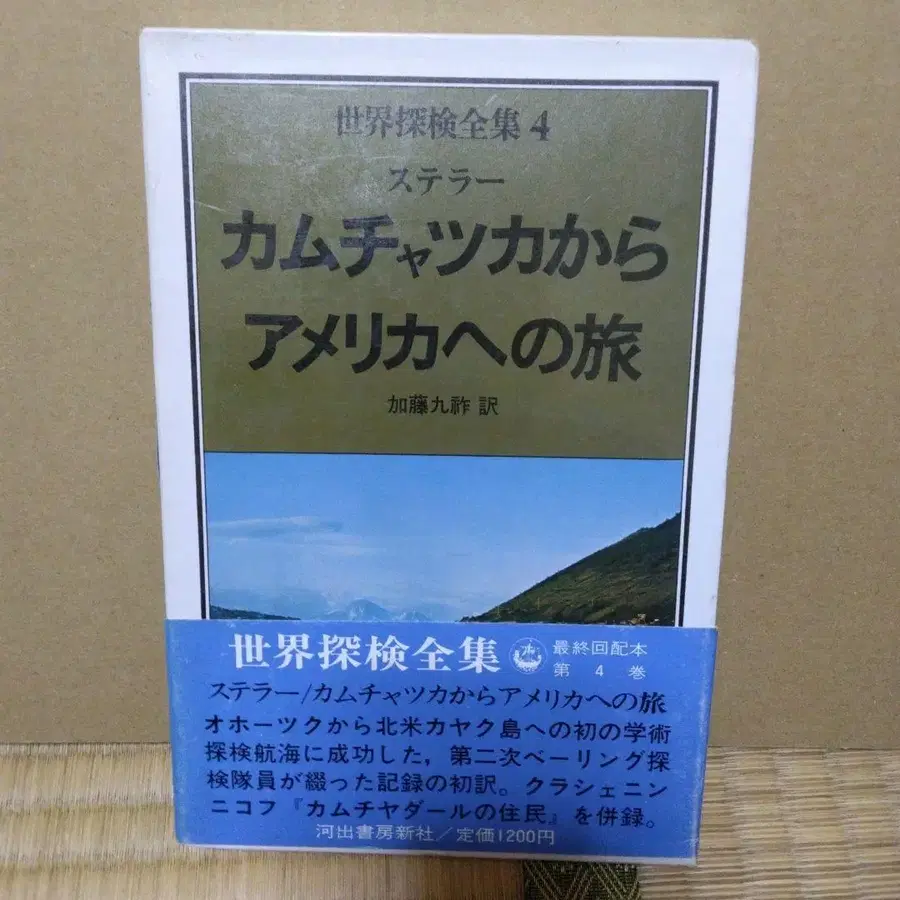 世界探検全集 4
ステラー
カムチャツカから
アメリカへの旅
加藤九祚 訳
世界探検全集
最終回配本
第 4 巻
ステラー/カムチャツカからアメリカへの旅
オホーツクから北米カヤク島への初の学術
探検航海に成功した,第二次ベーリング探
検隊員が綴った記録の初訳。クラシェニン
ニコフ『カムチヤダールの住民』を併録。
河出書房新社/定価1200円